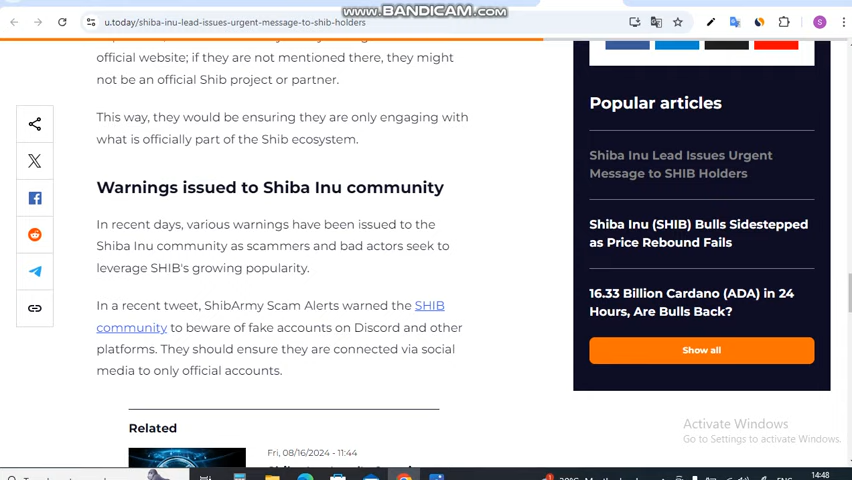 www.BANDICAM.com
u.today/shiba-inu-lead-issues-urgent-message-to-shib-holders
S
official website; if they are not mentioned there, they might
not be an official Shib project or partner.
This way, they would be ensuring they are only engaging with
what is officially part of the Shib ecosystem.
Warnings issued to Shiba Inu community
In recent days, various warnings have been issued to the
Shiba Inu community as scammers and bad actors seek to
leverage SHIB's growing popularity.
In a recent tweet, ShibArmy Scam Alerts warned the SHIB
community to beware of fake accounts on Discord and other
platforms. They should ensure they are connected via social
media to only official accounts.
Related
Fri, 08/16/2024 - 11:44
Popular articles
Shiba Inu Lead Issues Urgent
Message to SHIB Holders
Shiba Inu (SHIB) Bulls Sidestepped
as Price Rebound Fails
16.33 Billion Cardano (ADA) in 24
Hours, Are Bulls Back?
Show all
Activate Windows
Go to Settings to activate Windows.
ENG
14:48